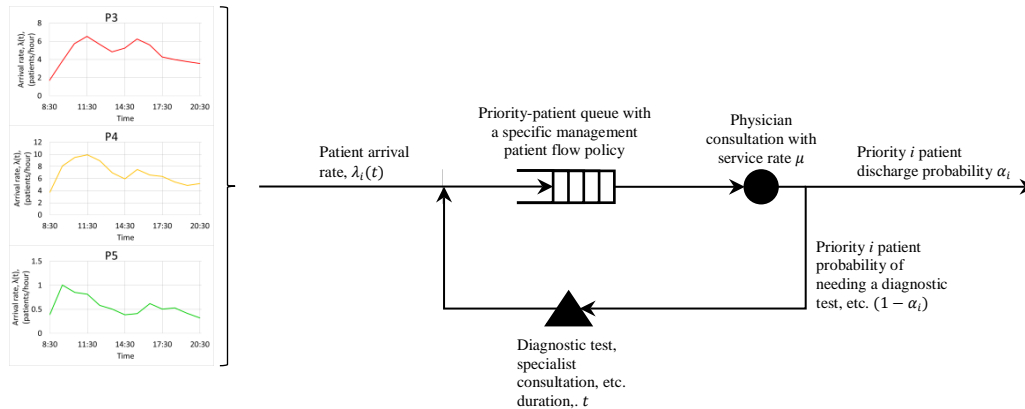 P3
Arrival rate, λ(t),
(patients/hour)
8
6
4
2
0
8:30 11:30 14:30 17:30 20:30
Time
P4
Arrival rate, λ(t),
(patients/hour)
12
10
8
6
4
2
0
8:30 11:30 14:30 17:30 20:30
Time
P5
Arrival rate, λ(t),
(patients/hour)
1.5
1
0.5
0
8:30 11:30 14:30 17:30 20:30
Time
Patient arrival
rate, λᵢ(t)
Priority-patient queue with
a specific management
patient flow policy
Physician
consultation with
service rate μ
Priority i patient
discharge probability αᵢ
Priority i patient
probability of
needing a diagnostic
test, etc. (1 − αᵢ)
Diagnostic test,
specialist
consultation, etc.
duration,. t